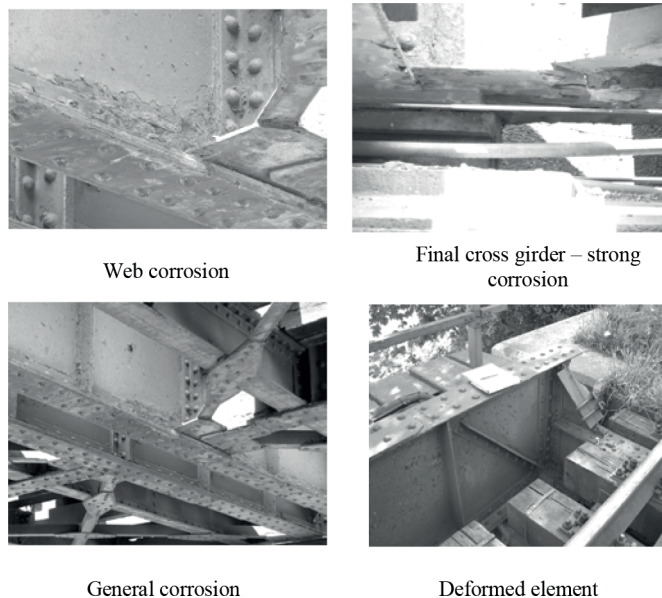 Web corrosion
Final cross girder – strong
corrosion
General corrosion
Deformed element